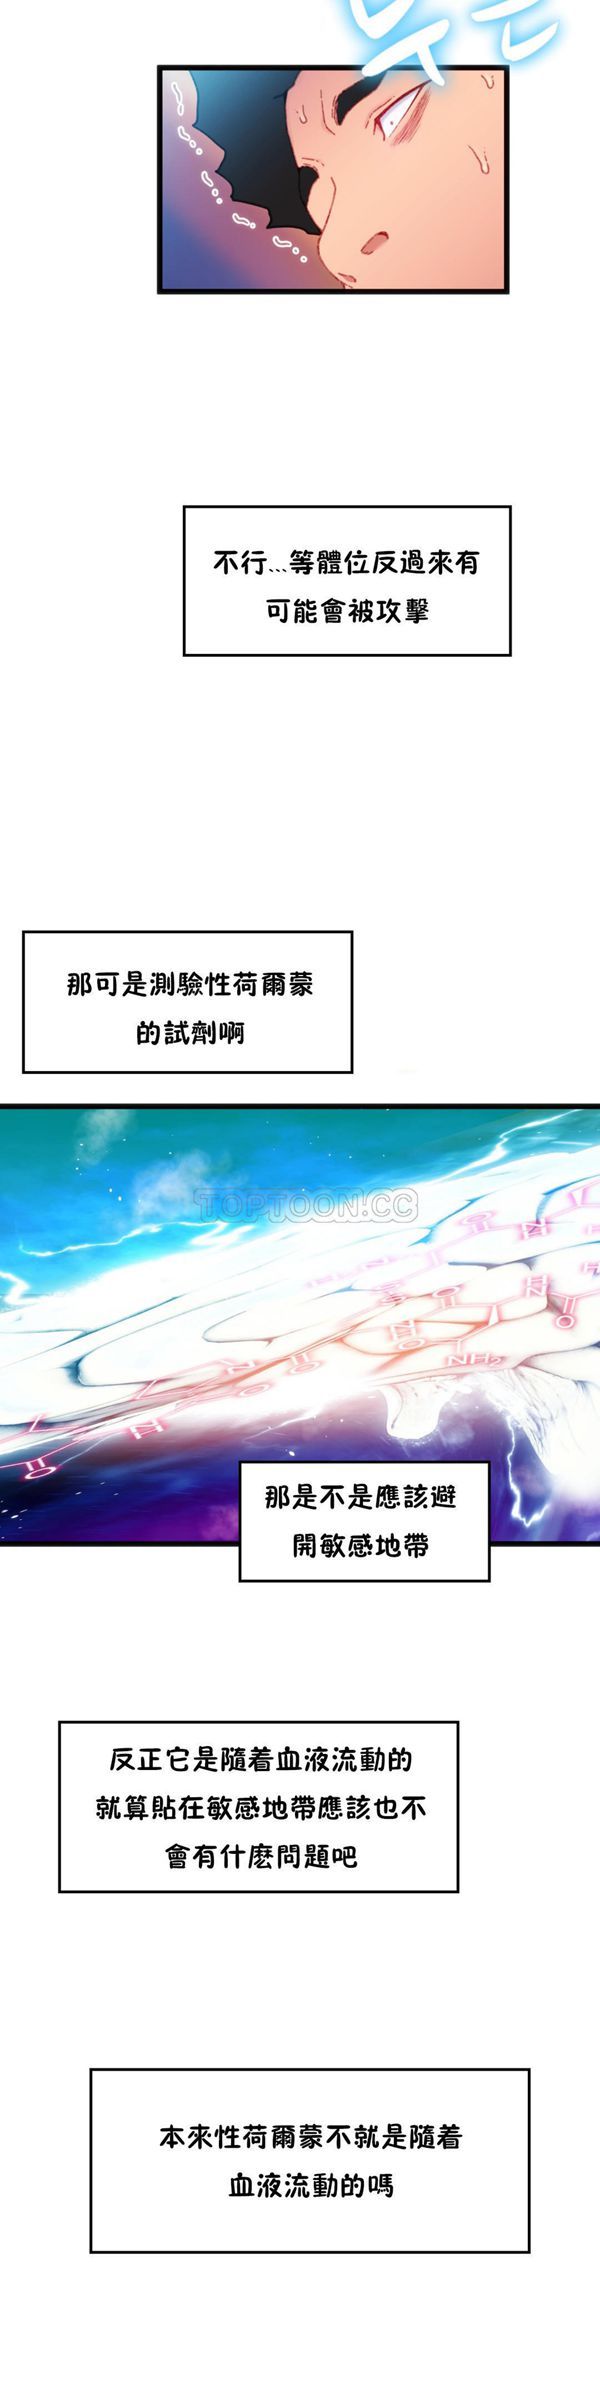 不行...等體位反過來有
可能會被攻擊
那可是測驗性荷爾蒙
的試劑啊
TOPTOON.CC
NH2
那是不是應該避
開敏感地帶
反正它是隨着血液流動的
就算貼在敏感地帶應該也不
會有什麽問題吧
本來性荷爾蒙不就是隨着
血液流動的嗎